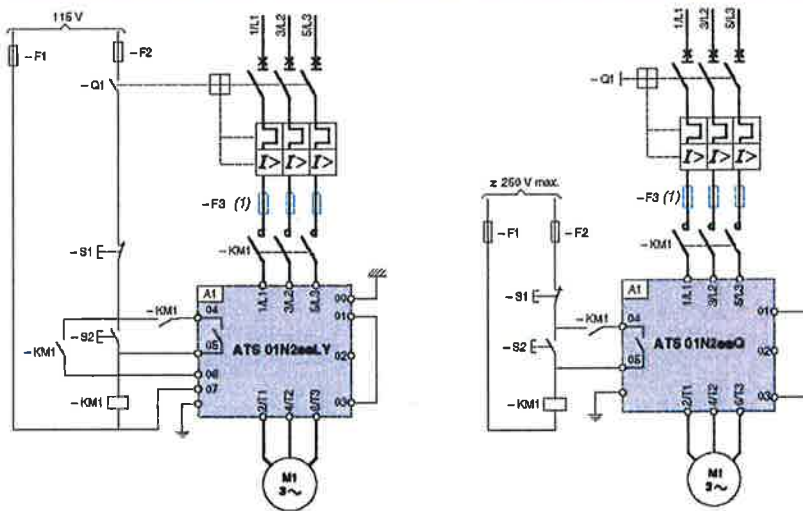 115 V
–F1
–F2
–Q1
1/L1
3/L2
5/L3
I>
I>
I>
–F3 (1)
–S1
–KM1
1/L1
3/L2
5/L3
A1
00
–KM1
04
01
–S2
–KM1
05
ATS 01N2●●LY
02
06
07
–KM1
2/T1
4/T2
6/T3
03
M1
3~
1/L1
3/L2
5/L3
–Q1
I>
I>
I>
250 V max.
–F3 (1)
–F1
–F2
–KM1
–S1
1/L1
3/L2
5/L3
A1
–KM1
04
01
–S2
ATS 01N2●●Q
02
05
–KM1
2/T1
4/T2
6/T3
03
M1
3~